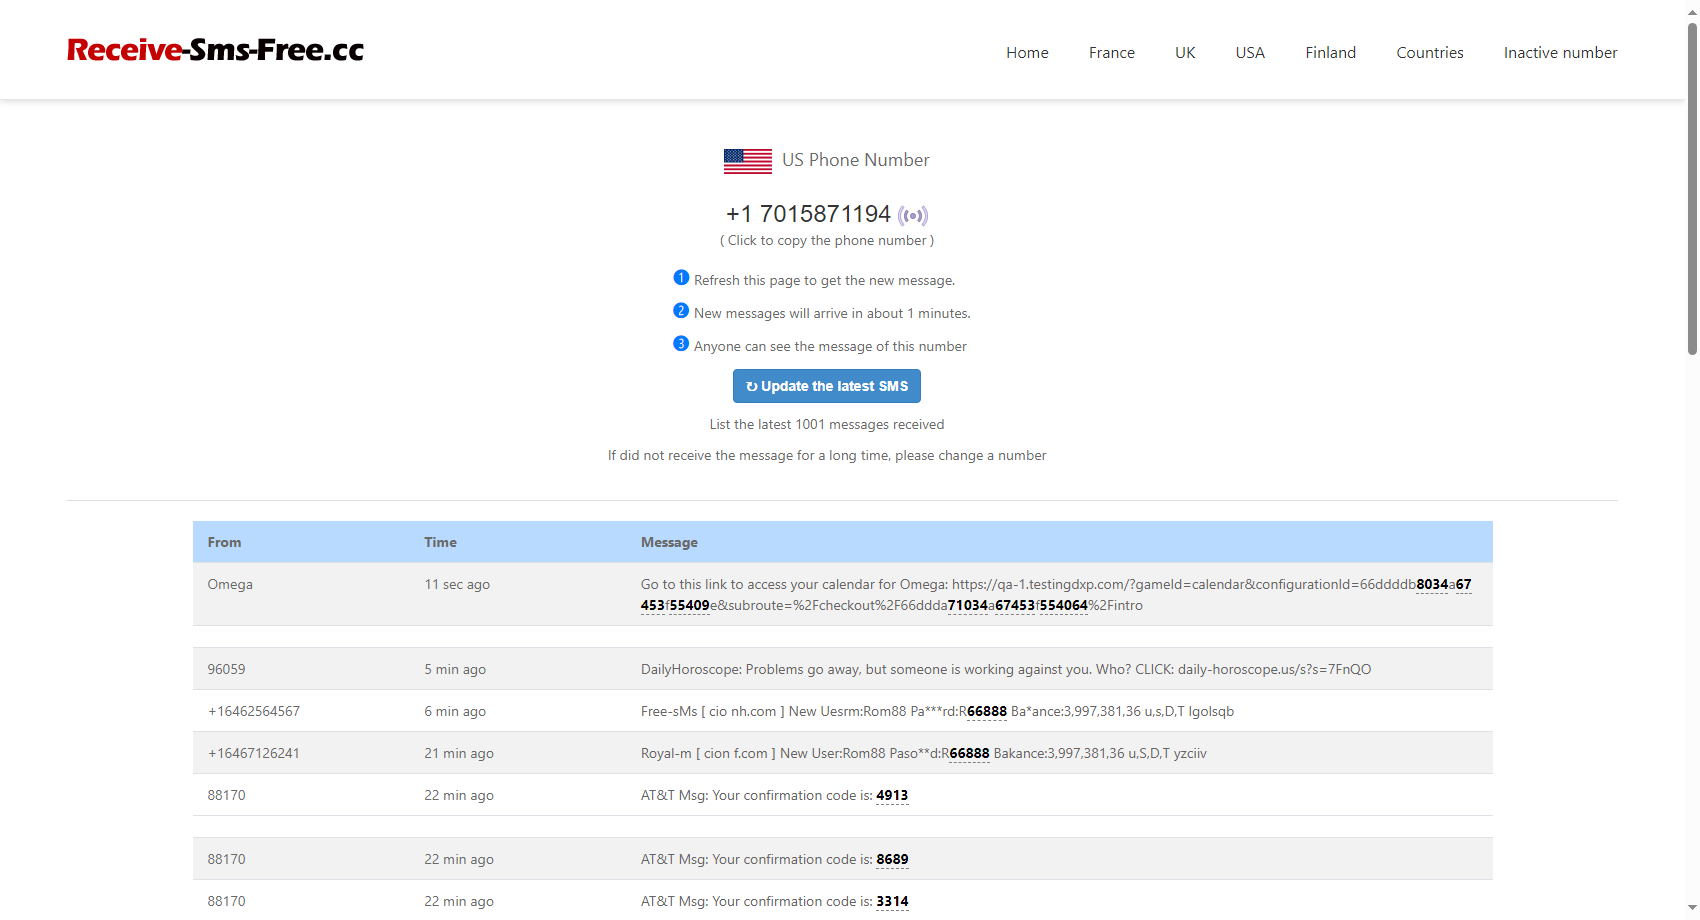 Receive-Sms-Free.cc
Home France UK USA Finland Countries Inactive number
US Phone Number
+1 7015871194
( Click to copy the phone number )
1 Refresh this page to get the new message.
2 New messages will arrive in about 1 minutes.
3 Anyone can see the message of this number
↻ Update the latest SMS
List the latest 1001 messages received
If did not receive the message for a long time, please change a number
From Time Message
Omega 11 sec ago Go to this link to access your calendar for Omega: https://qa-1.testingdxp.com/?gameId=calendar&configurationId=66ddddb8034a67
453f55409e&subroute=%2Fcheckout%2F66ddda71034a67453f554064%2Fintro
96059 5 min ago DailyHoroscope: Problems go away, but someone is working against you. Who? CLICK: daily-horoscope.us/s?s=7FnQO
+16462564567 6 min ago Free-sMs [ cio nh.com ] New Uesrm:Rom88 Pa***rd:R66888 Ba*ance:3,997,381,36 u,s,D,T lgolsqb
+16467126241 21 min ago Royal-m [ cion f.com ] New User:Rom88 Paso**d:R66888 Bakance:3,997,381,36 u,S,D,T yzciiv
88170 22 min ago AT&T Msg: Your confirmation code is: 4913
88170 22 min ago AT&T Msg: Your confirmation code is: 8689
88170 22 min ago AT&T Msg: Your confirmation code is: 3314